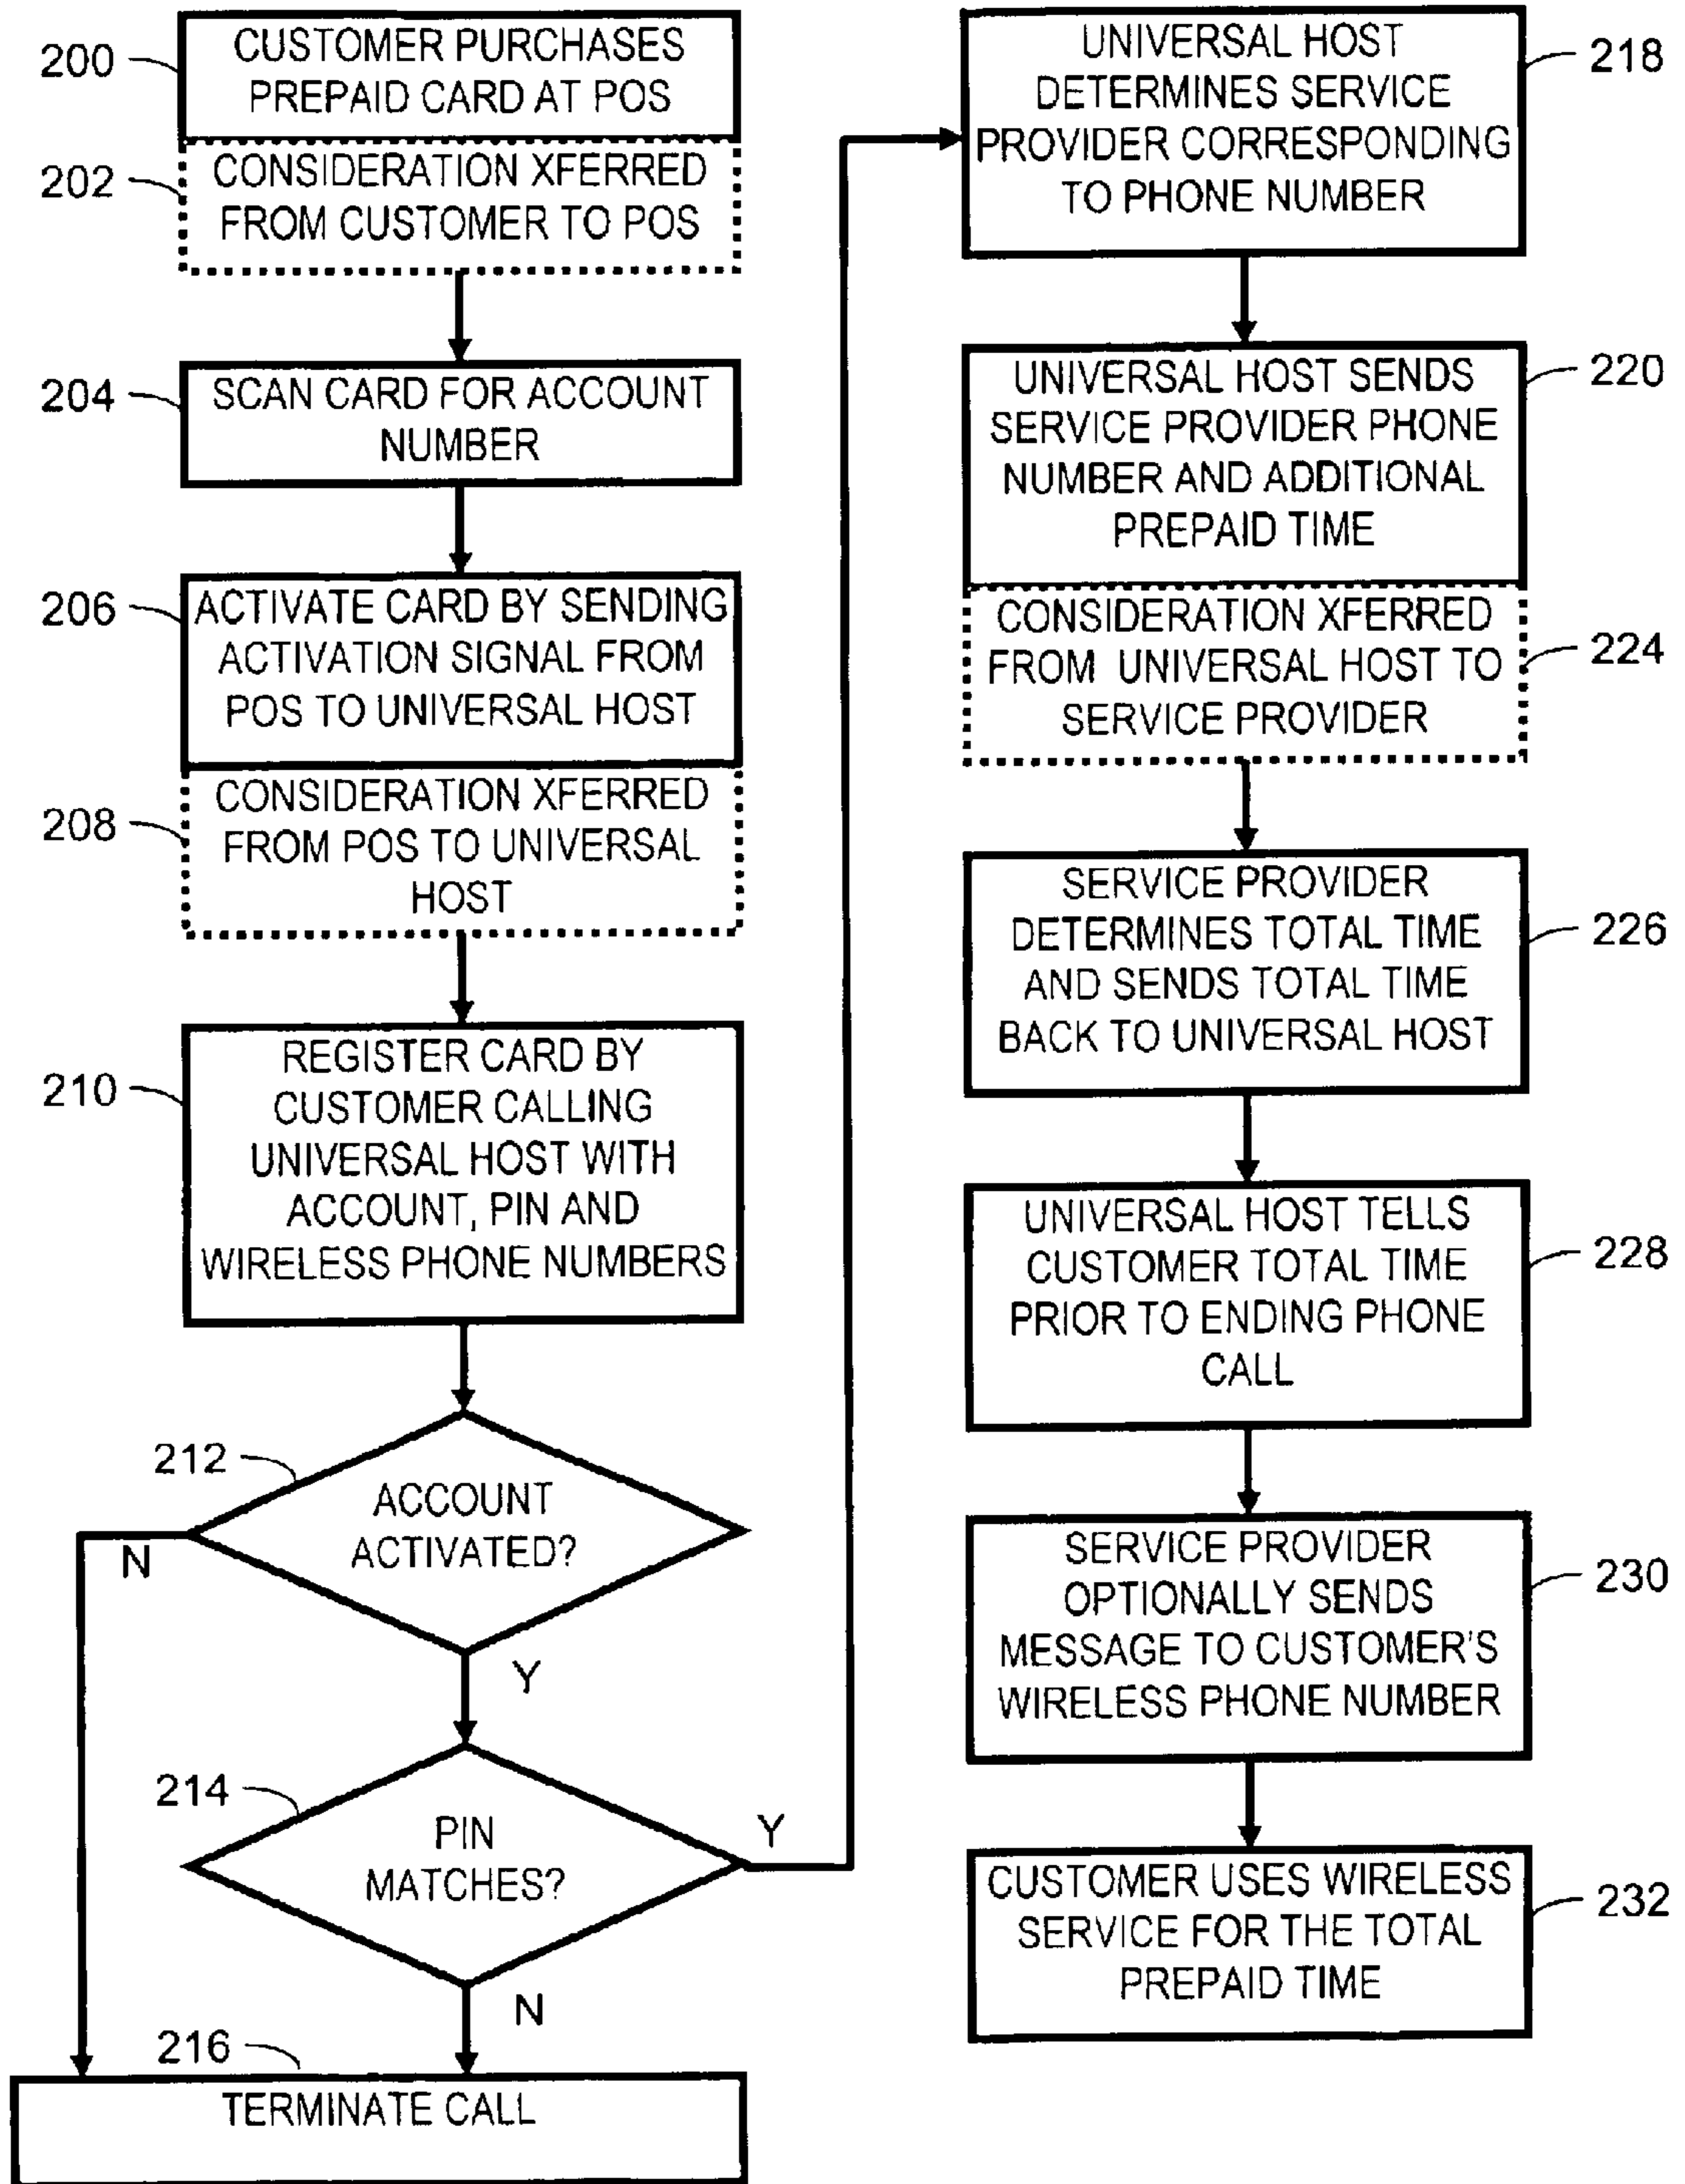 200
CUSTOMER PURCHASES
PREPAID CARD AT POS
202
CONSIDERATION XFERRED
FROM CUSTOMER TO POS
204
SCAN CARD FOR ACCOUNT
NUMBER
206
ACTIVATE CARD BY SENDING
ACTIVATION SIGNAL FROM
POS TO UNIVERSAL HOST
208
CONSIDERATION XFERRED
FROM POS TO UNIVERSAL
HOST
210
REGISTER CARD BY
CUSTOMER CALLING
UNIVERSAL HOST WITH
ACCOUNT, PIN AND
WIRELESS PHONE NUMBERS
212
ACCOUNT
ACTIVATED?
N
Y
214
PIN
MATCHES?
Y
N
216
TERMINATE CALL
218
UNIVERSAL HOST
DETERMINES SERVICE
PROVIDER CORRESPONDING
TO PHONE NUMBER
220
UNIVERSAL HOST SENDS
SERVICE PROVIDER PHONE
NUMBER AND ADDITIONAL
PREPAID TIME
224
CONSIDERATION XFERRED
FROM UNIVERSAL HOST TO
SERVICE PROVIDER
226
SERVICE PROVIDER
DETERMINES TOTAL TIME
AND SENDS TOTAL TIME
BACK TO UNIVERSAL HOST
228
UNIVERSAL HOST TELLS
CUSTOMER TOTAL TIME
PRIOR TO ENDING PHONE
CALL
230
SERVICE PROVIDER
OPTIONALLY SENDS
MESSAGE TO CUSTOMER'S
WIRELESS PHONE NUMBER
232
CUSTOMER USES WIRELESS
SERVICE FOR THE TOTAL
PREPAID TIME